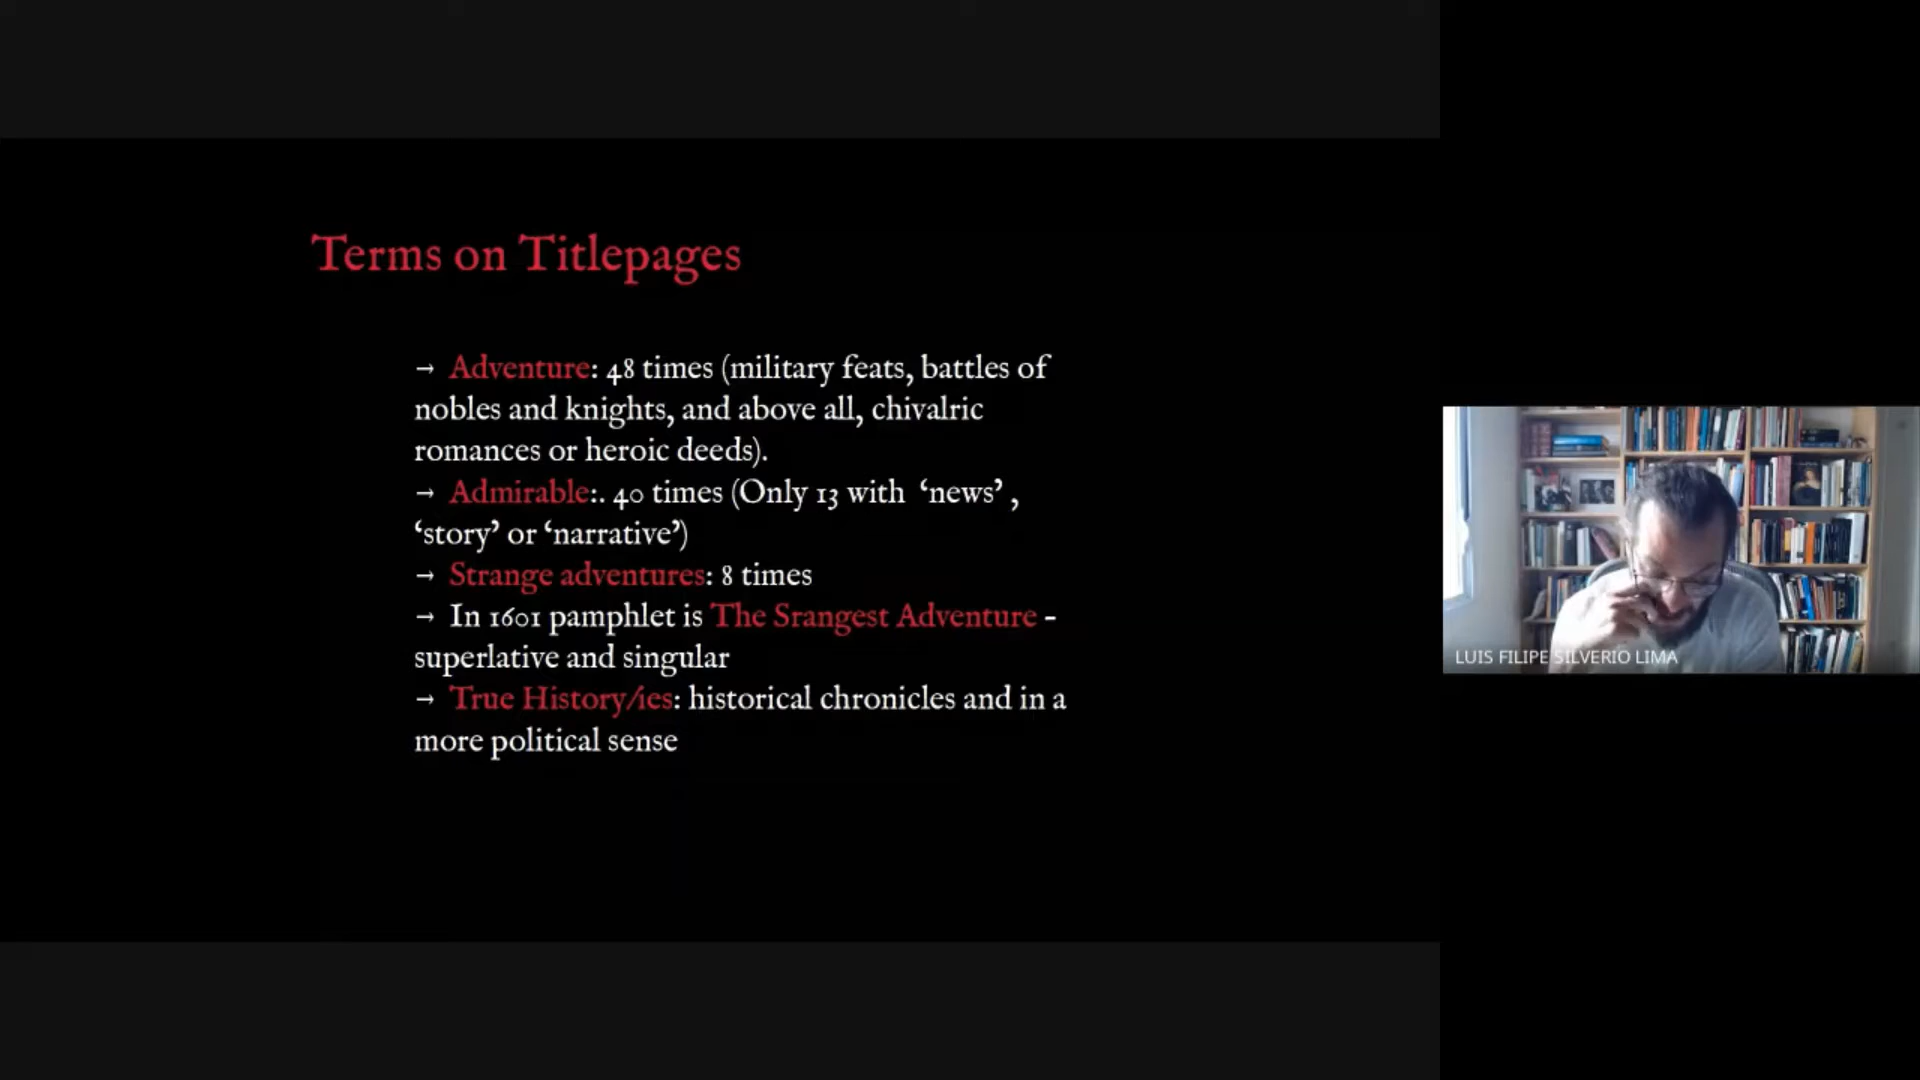 Terms on Titlepages
→ Adventure: 48 times (military feats, battles of
nobles and knights, and above all, chivalric
romances or heroic deeds).
→ Admirable:. 40 times (Only 13 with ‘news’ ,
‘story’ or ‘narrative’)
→ Strange adventures: 8 times
→ In 1601 pamphlet is The Srangest Adventure -
superlative and singular
→ True History/ies: historical chronicles and in a
more political sense
LUIS FILIPE SILVERIO LIMA